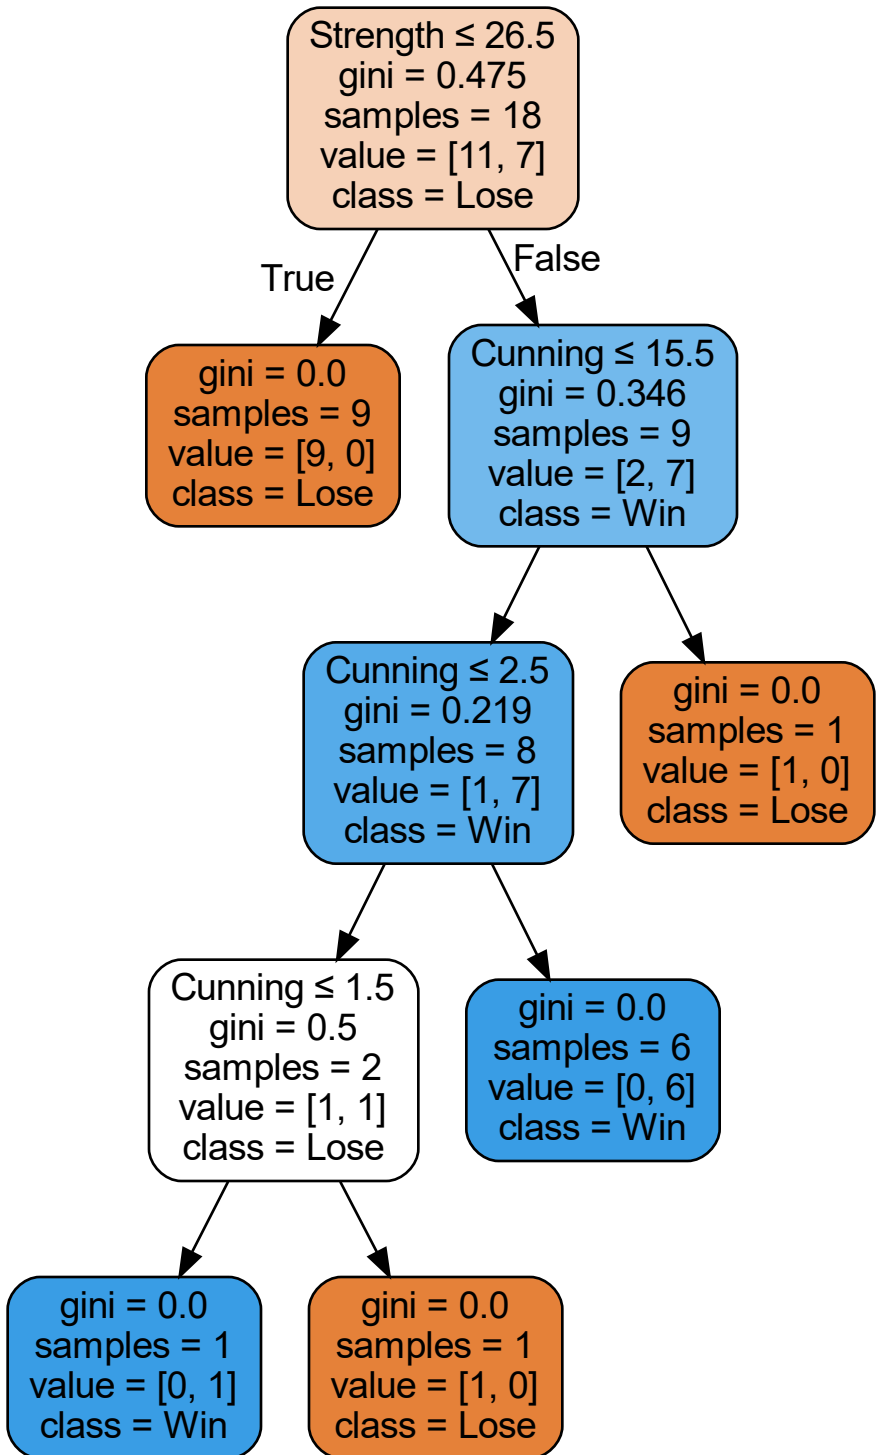 Strength ≤ 26.5
gini = 0.475
samples = 18
value = [11, 7]
class = Lose
True
False
gini = 0.0
samples = 9
value = [9, 0]
class = Lose
Cunning ≤ 15.5
gini = 0.346
samples = 9
value = [2, 7]
class = Win
Cunning ≤ 2.5
gini = 0.219
samples = 8
value = [1, 7]
class = Win
gini = 0.0
samples = 1
value = [1, 0]
class = Lose
Cunning ≤ 1.5
gini = 0.5
samples = 2
value = [1, 1]
class = Lose
gini = 0.0
samples = 6
value = [0, 6]
class = Win
gini = 0.0
samples = 1
value = [0, 1]
class = Win
gini = 0.0
samples = 1
value = [1, 0]
class = Lose